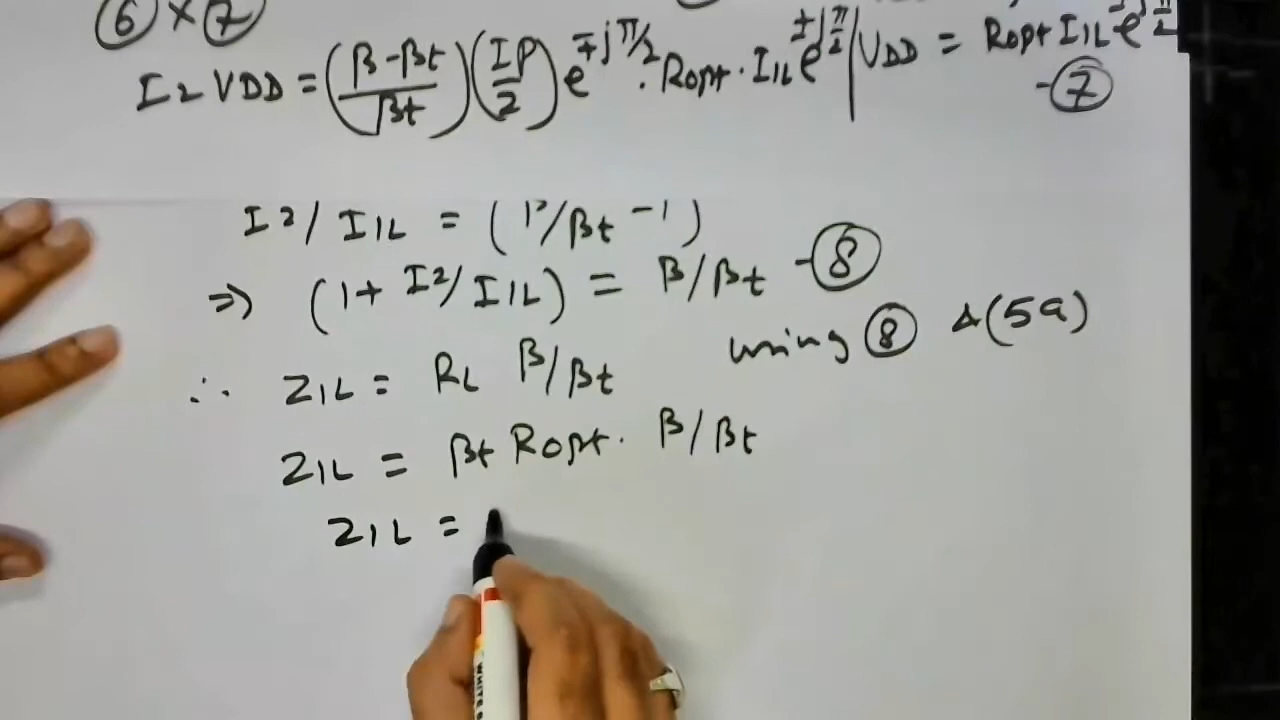 ⑥ × ⑦
I2 VDD = ((β - βt)/βt) (IP/2) e^∓jπ/2 . Ropt . I1L e^±jπ/2 | VDD = Ropt I1L e^jπ/2
-⑦
I2/I1L = (β/βt -1)
=> (1+ I2/I1L) = β/βt -⑧
∴ Z1L = RL β/βt using ⑧ & (5a)
Z1L = βt Ropt. β/βt
Z1L =
WHITE